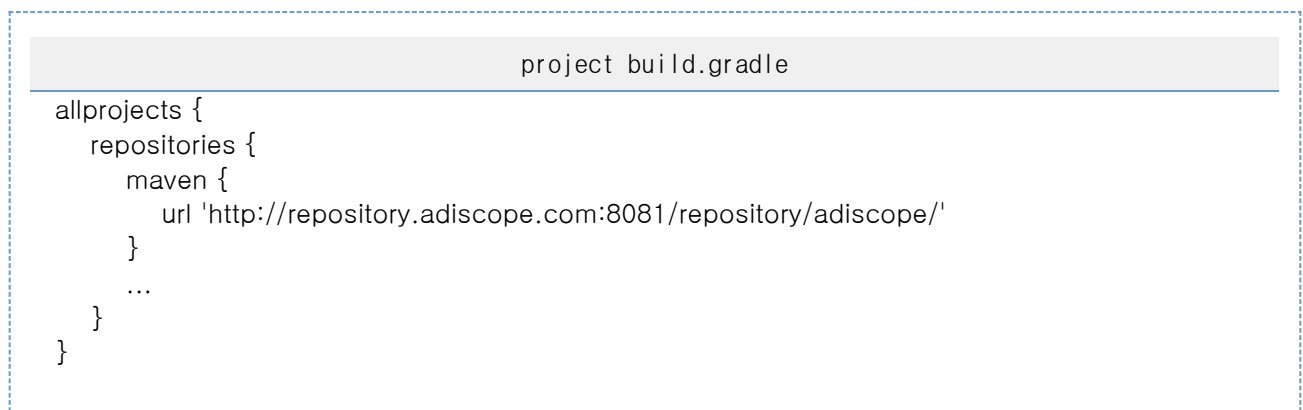 project build.gradle
allprojects {
repositories {
maven {
url 'http://repository.adiscope.com:8081/repository/adiscope/'
}
...
}
}